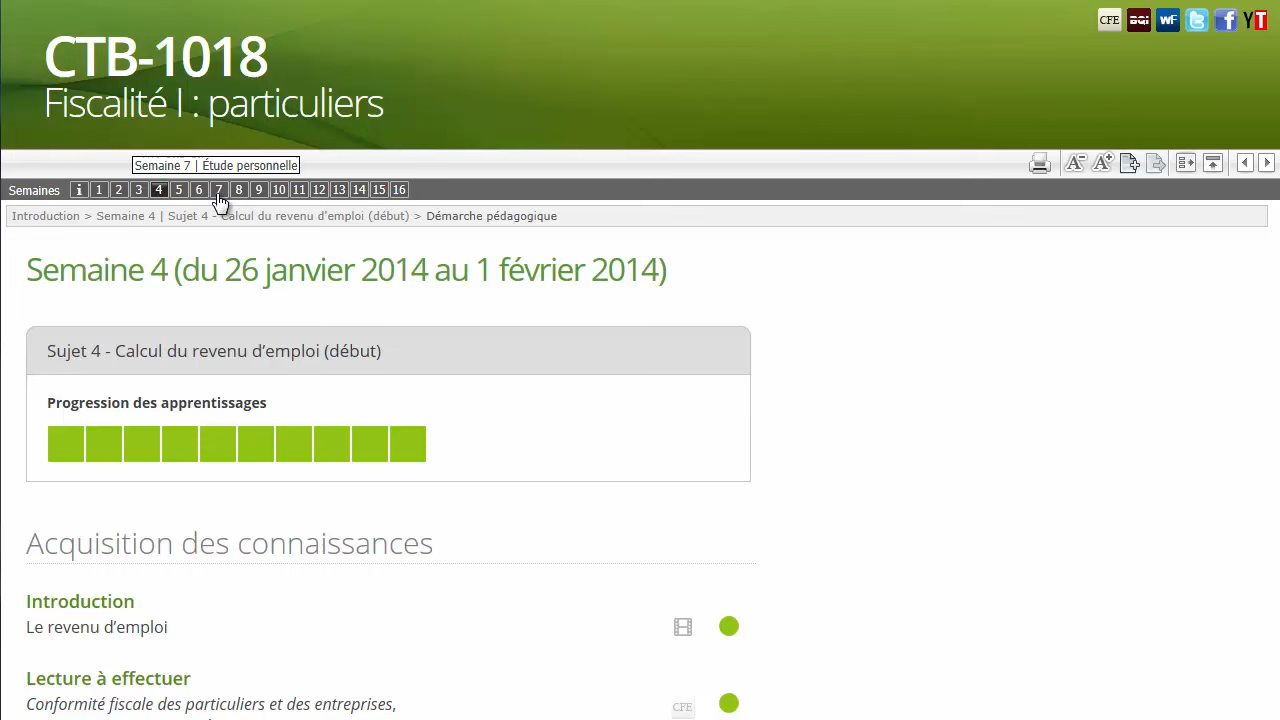 CTB-1018
Fiscalité I : particuliers
CFE BGI WF t f YT
Semaine 7 | Étude personnelle
A- A+
Semaines i 1 2 3 4 5 6 7 8 9 10 11 12 13 14 15 16
Introduction > Semaine 4 | Sujet 4 - Calcul du revenu d'emploi (début) > Démarche pédagogique
Semaine 4 (du 26 janvier 2014 au 1 février 2014)
Sujet 4 - Calcul du revenu d’emploi (début)
Progression des apprentissages
Acquisition des connaissances
Introduction
Le revenu d’emploi
Lecture à effectuer
Conformité fiscale des particuliers et des entreprises,
CFE